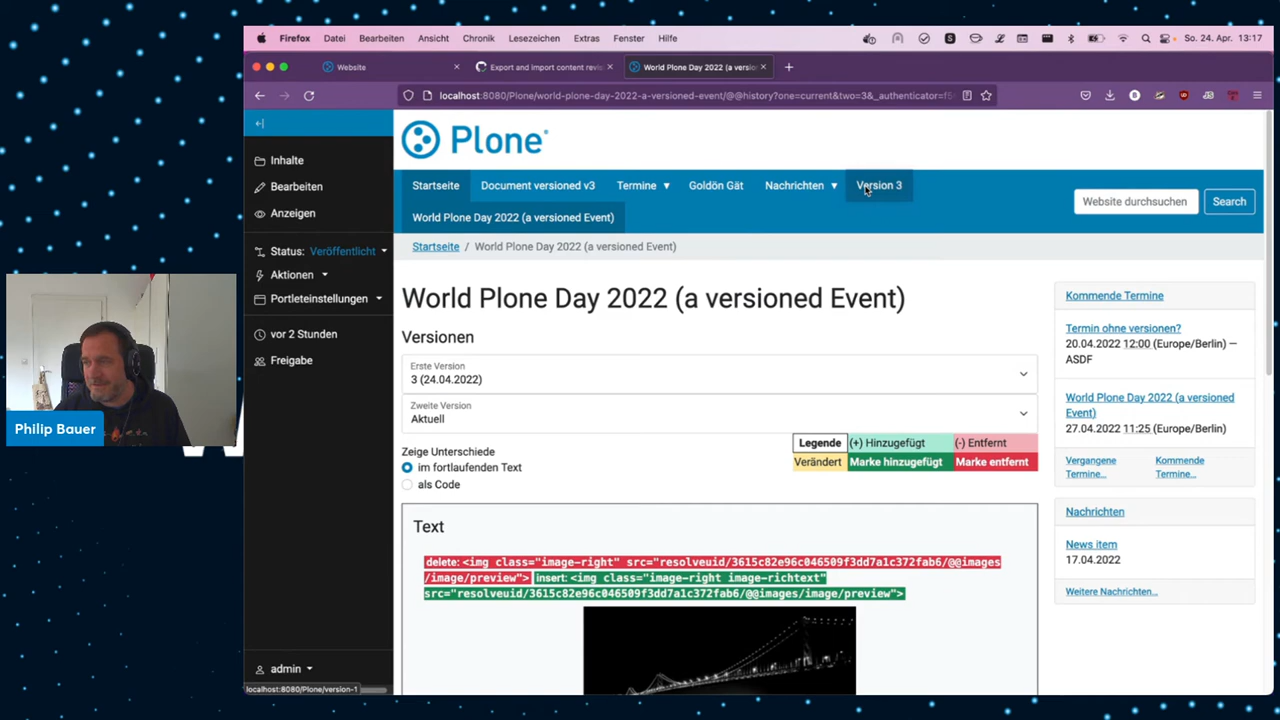 Firefox Datei Bearbeiten Ansicht Chronik Lesezeichen Extras Fenster Hilfe So. 24. Apr. 13:17
Website
Export and Import content revis
World Plone Day 2022 (a versio
localhost:8080/Plone/world-plone-day-2022-a-versioned-event/@@history?one=current&two=3&_authenticator=f5
Plone
Inhalte
Bearbeiten
Anzeigen
Status: Veröffentlicht
Aktionen
Portleteinstellungen
vor 2 Stunden
Freigabe
admin
localhost:8080/Plone/version-1
Startseite Document versioned v3 Termine Goldön Gät Nachrichten Version 3
World Plone Day 2022 (a versioned Event)
Website durchsuchen Search
Startseite / World Plone Day 2022 (a versioned Event)
World Plone Day 2022 (a versioned Event)
Versionen
Erste Version
3 (24.04.2022)
Zweite Version
Aktuell
Zeige Unterschiede
im fortlaufenden Text
als Code
Legende (+) Hinzugefügt (-) Entfernt
Verändert Marke hinzugefügt Marke entfernt
Text
delete: <img class="image-right" src="resolveuid/3615c82e96c046509f3dd7a1c372fab6/@@images
/image/preview"> insert: <img class="image-right image-richtext"
src="resolveuid/3615c82e96c046509f3dd7a1c372fab6/@@images/image/preview">
Kommende Termine
Termin ohne versionen?
20.04.2022 12:00 (Europe/Berlin) —
ASDF
World Plone Day 2022 (a versioned
Event)
27.04.2022 11:25 (Europe/Berlin)
Vergangene
Termine...
Kommende
Termine...
Nachrichten
News item
17.04.2022
Weitere Nachrichten...
Philip Bauer